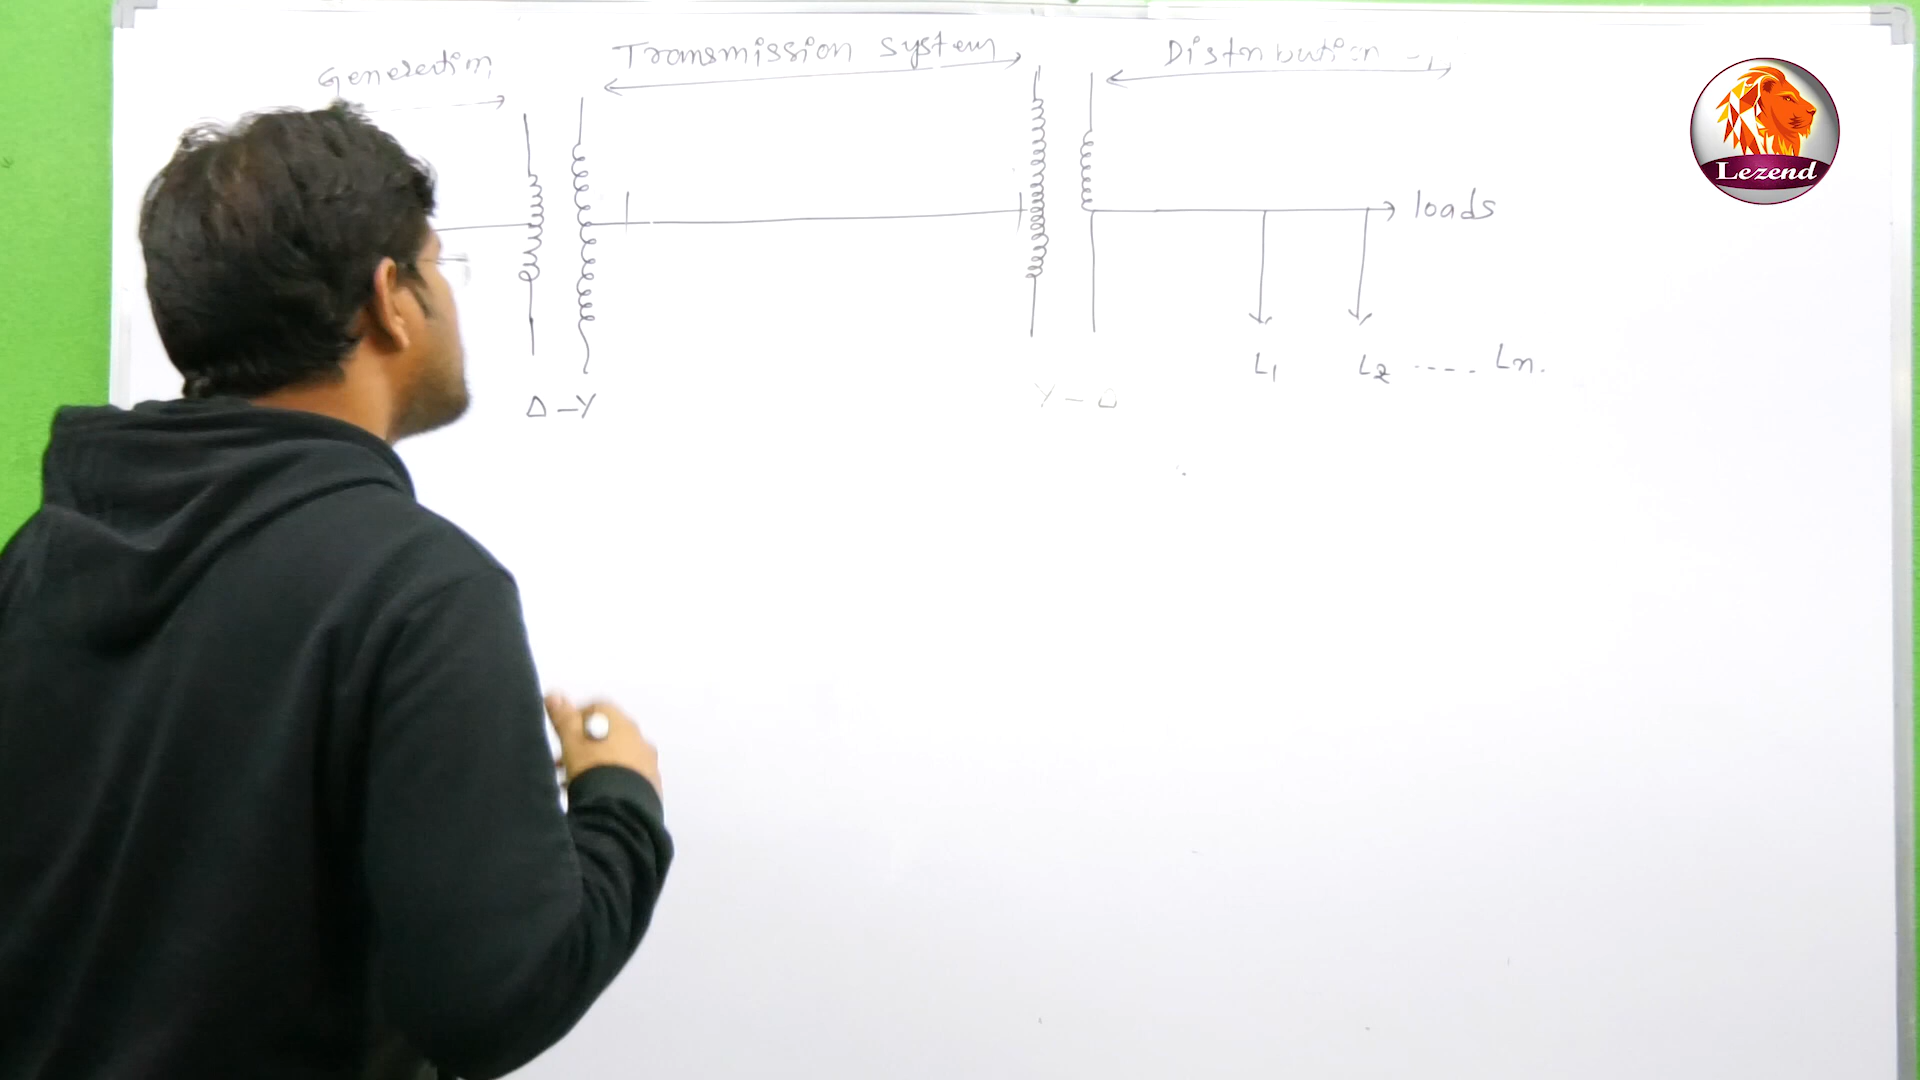 Generation
Transmission system
Distribution
Lezend
loads
L1 L2 ---- Ln.
Δ-Y
Y-Δ